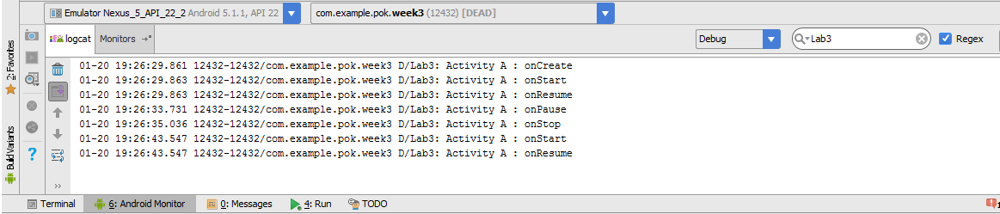 Emulator Nexus_5_API_22_2 Android 5.1.1, API 22 com.example.pok.week3 (12432) [DEAD]
logcat Monitors →* Debug Lab3 Regex
2: Favorites
Build Variants
01-20 19:26:29.861 12432-12432/com.example.pok.week3 D/Lab3: Activity A : onCreate
01-20 19:26:29.863 12432-12432/com.example.pok.week3 D/Lab3: Activity A : onStart
01-20 19:26:29.863 12432-12432/com.example.pok.week3 D/Lab3: Activity A : onResume
01-20 19:26:33.731 12432-12432/com.example.pok.week3 D/Lab3: Activity A : onPause
01-20 19:26:35.036 12432-12432/com.example.pok.week3 D/Lab3: Activity A : onStop
01-20 19:26:43.547 12432-12432/com.example.pok.week3 D/Lab3: Activity A : onStart
01-20 19:26:43.547 12432-12432/com.example.pok.week3 D/Lab3: Activity A : onResume
?
>>
Terminal 6: Android Monitor 0: Messages 4: Run TODO